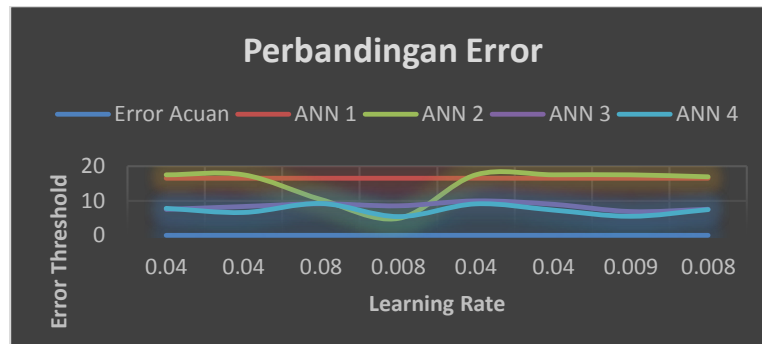 Perbandingan Error
Error Acuan ANN 1 ANN 2 ANN 3 ANN 4
Error Threshold
20
10
0
0.04 0.04 0.08 0.008 0.04 0.04 0.009 0.008
Learning Rate